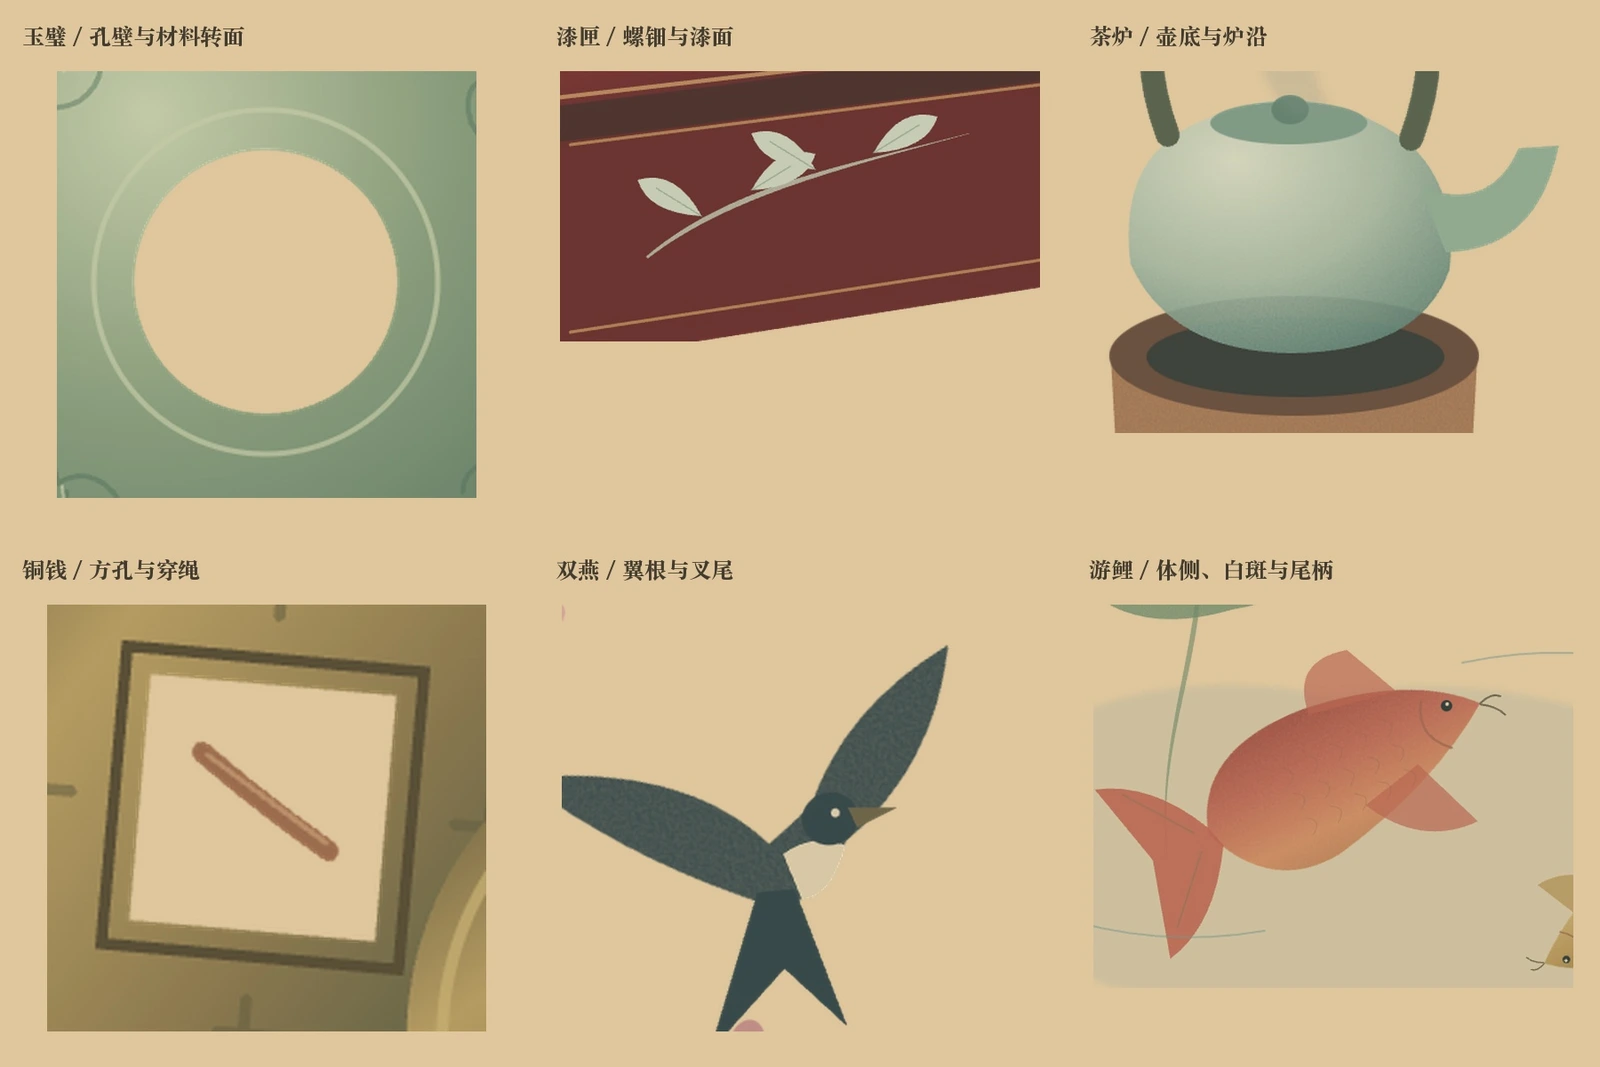 玉璧 / 孔壁与材料转面
漆匣 / 螺钿与漆面
茶炉 / 壶底与炉沿
铜钱 / 方孔与穿绳
双燕 / 翼根与叉尾
游鲤 / 体侧、白斑与尾柄